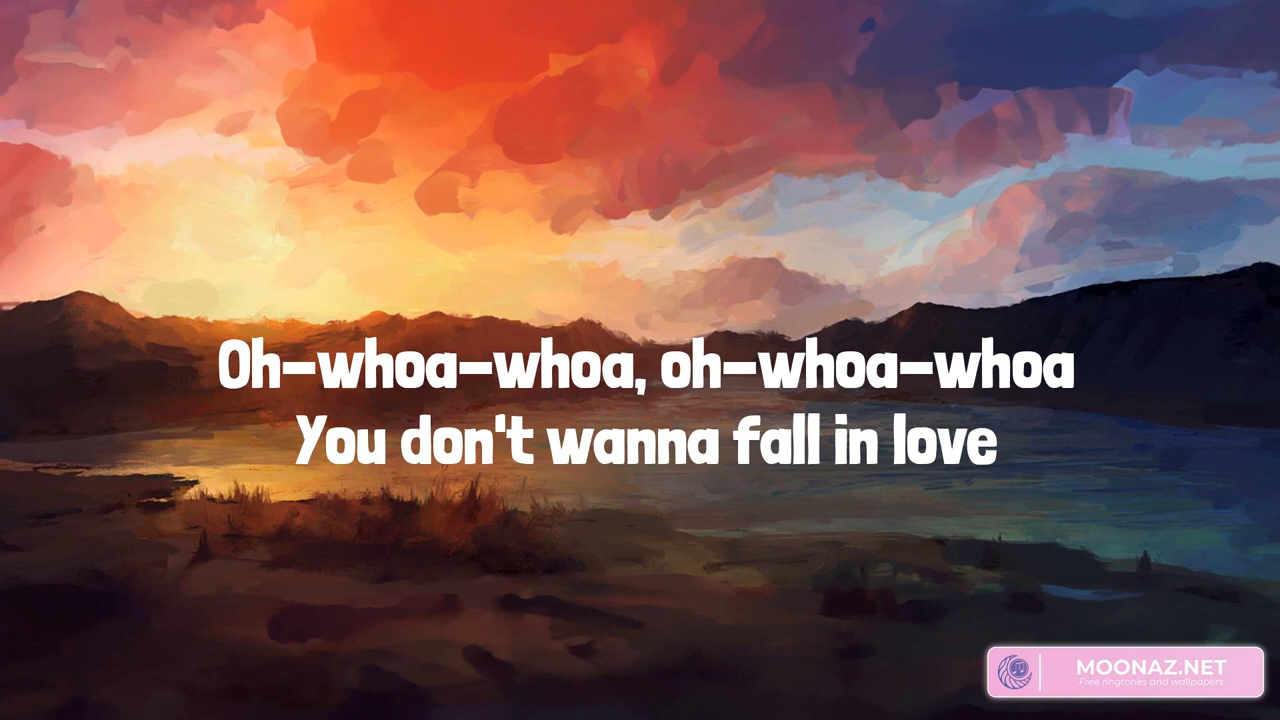 Oh-whoa-whoa, oh-whoa-whoa
You don't wanna fall in love
MOONAZ.NET
Free ringtones and wallpapers